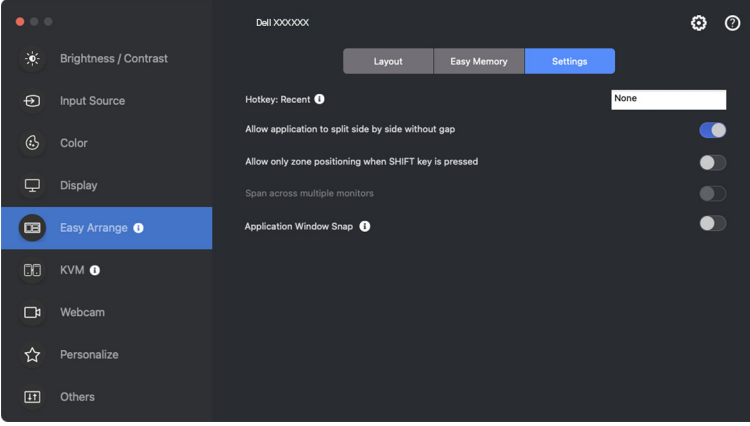 Dell XXXXXX
Brightness / Contrast
Input Source
Color
Display
Easy Arrange
KVM
Webcam
Personalize
Others
Layout
Easy Memory
Settings
Hotkey: Recent
None
Allow application to split side by side without gap
Allow only zone positioning when SHIFT key is pressed
Span across multiple monitors
Application Window Snap